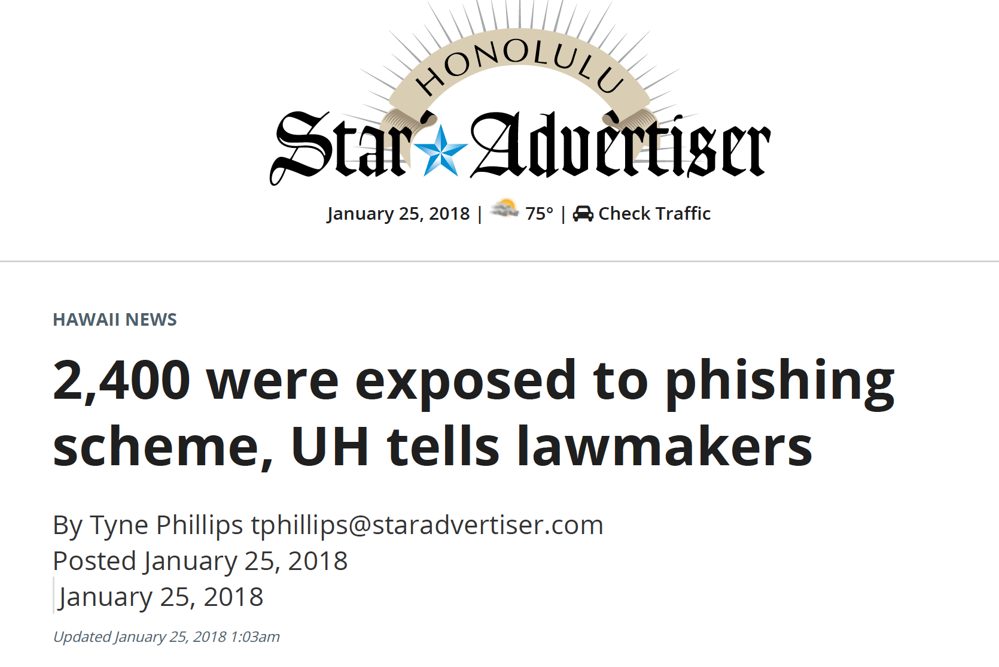 HONOLULU
Star Advertiser
January 25, 2018 | 75° | Check Traffic
HAWAII NEWS
2,400 were exposed to phishing
scheme, UH tells lawmakers
By Tyne Phillips tphillips@staradvertiser.com
Posted January 25, 2018
January 25, 2018
Updated January 25, 2018 1:03am